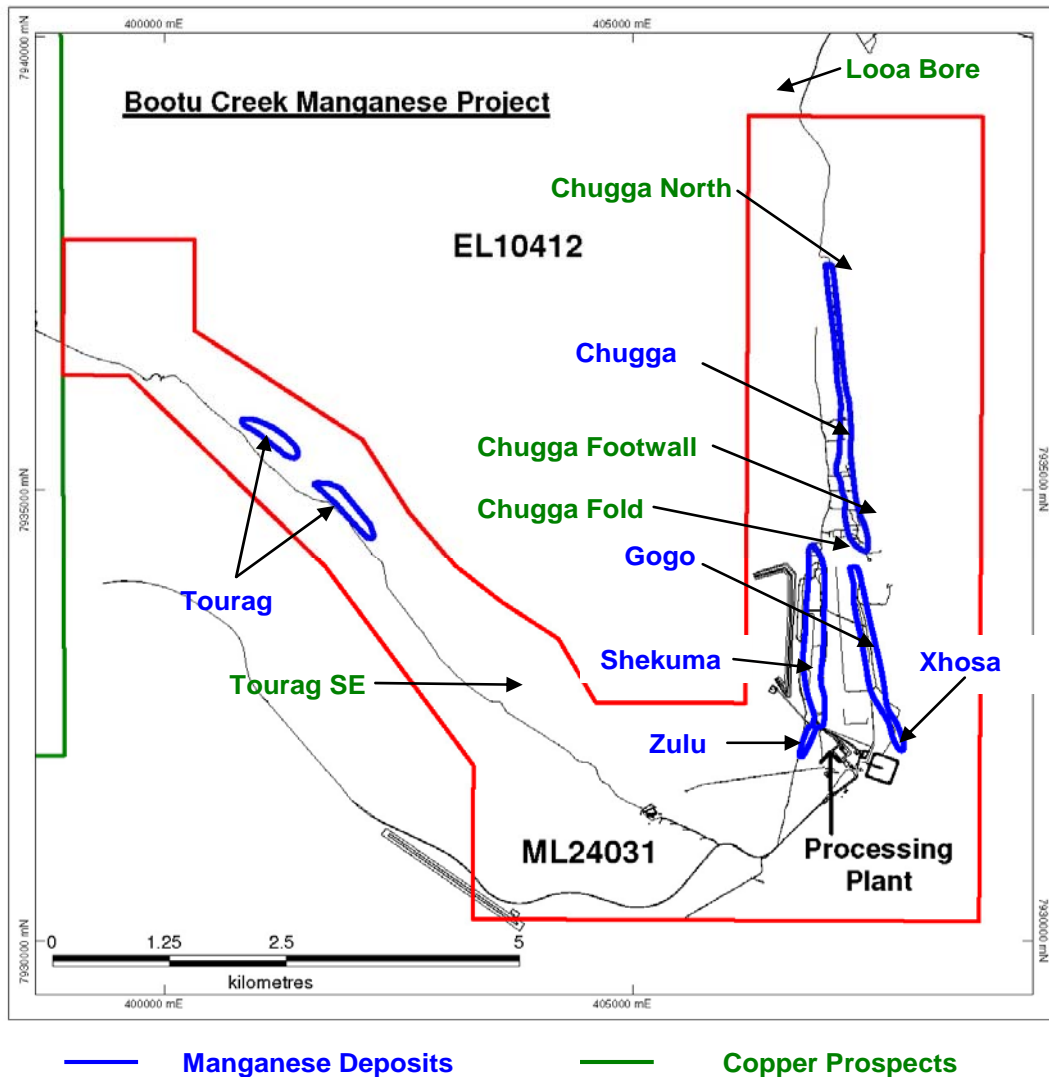 400000 mE
405000 mE
7940000 mN
Looa Bore
Bootu Creek Manganese Project
Chugga North
EL10412
Chugga
Chugga Footwall
7935000 mN
7935000 mN
Chugga Fold
Gogo
Tourag
Shekuma
Xhosa
Tourag SE
Zulu
ML24031
Processing
Plant
7930000 mN
7930000 mN
0 1.25 2.5 5
kilometres
400000 mE
405000 mE
Manganese Deposits
Copper Prospects